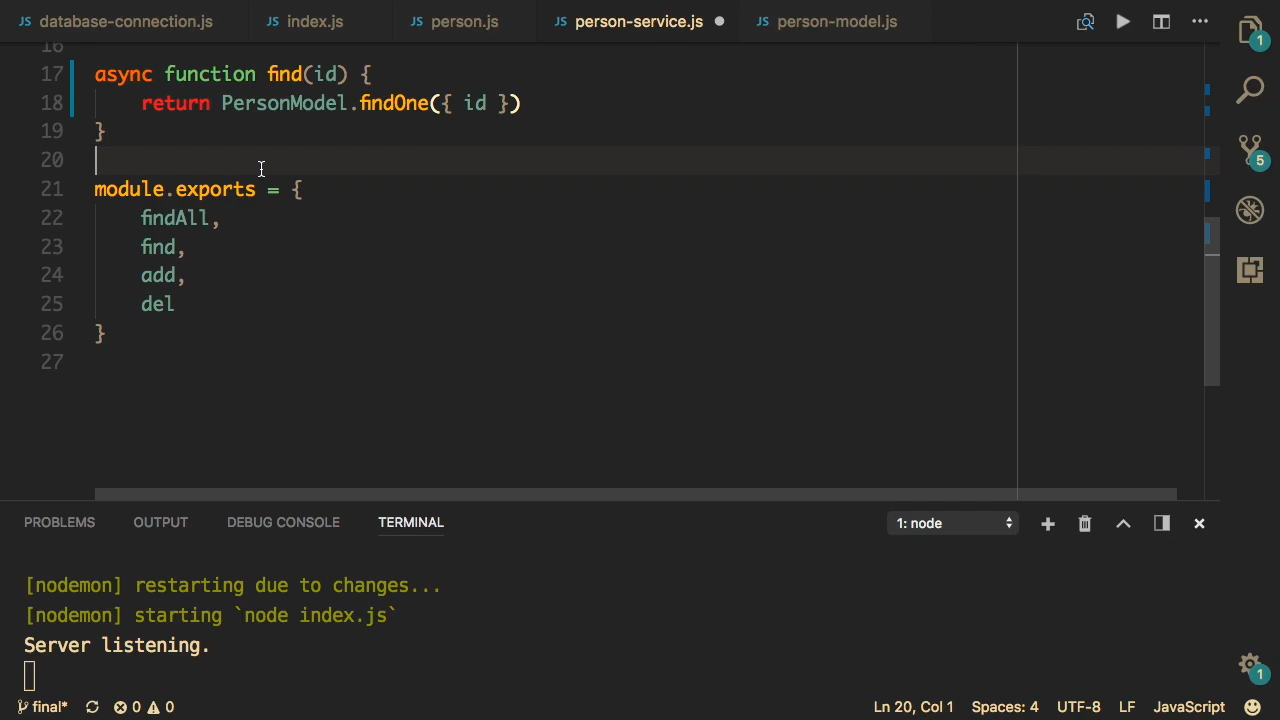 JS database-connection.js JS index.js JS person.js JS person-service.js JS person-model.js
16
17 async function find(id) {
18 return PersonModel.findOne({ id })
19 }
20
21 module.exports = {
22 findAll,
23 find,
24 add,
25 del
26 }
27
1
5
PROBLEMS OUTPUT DEBUG CONSOLE TERMINAL 1: node
[nodemon] restarting due to changes...
[nodemon] starting `node index.js`
Server listening.
1
final* 0 0 Ln 20, Col 1 Spaces: 4 UTF-8 LF JavaScript